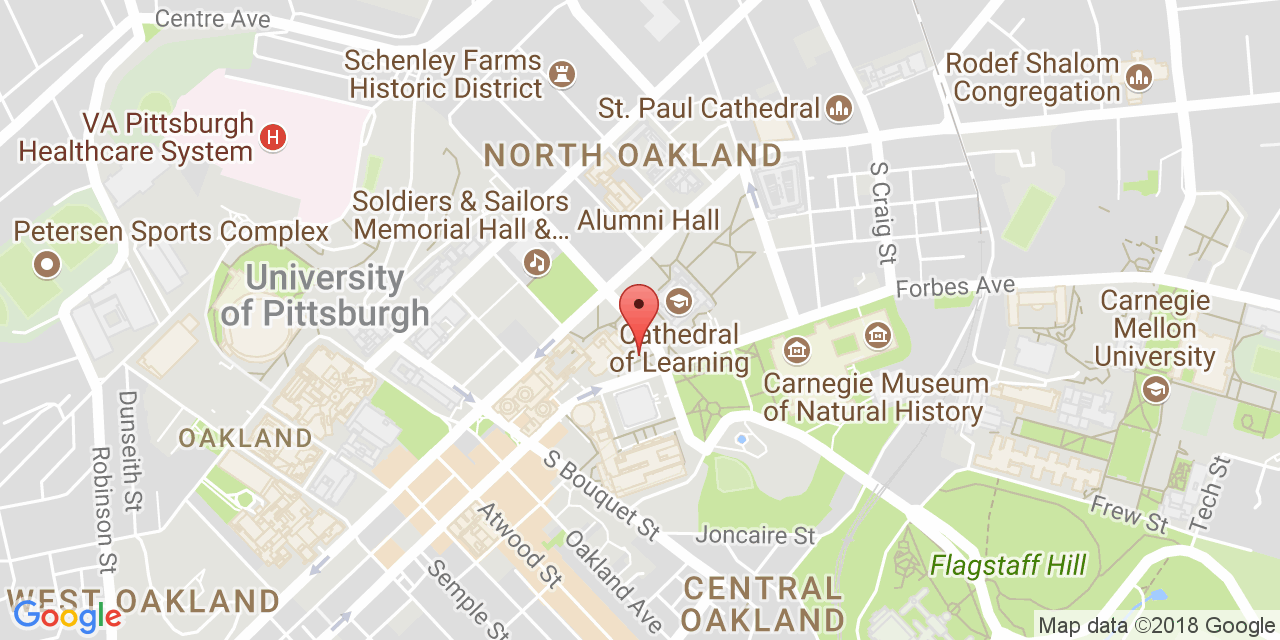 Centre Ave
Schenley Farms
Historic District
Rodef Shalom
Congregation
St. Paul Cathedral
VA Pittsburgh
Healthcare System
H
NORTH OAKLAND
S Craig St
Soldiers & Sailors
Memorial Hall &...
Alumni Hall
Petersen Sports Complex
University
of Pittsburgh
Forbes Ave
Carnegie
Mellon
University
Cathedral
of Learning
Carnegie Museum
of Natural History
Dunseith St
OAKLAND
Robinson St
S Bouquet St
Atwood St
Oakland Ave
Semple St
Joncaire St
Frew St
Tech St
Flagstaff Hill
CENTRAL
OAKLAND
WEST OAKLAND
Google
Map data ©2018 Google